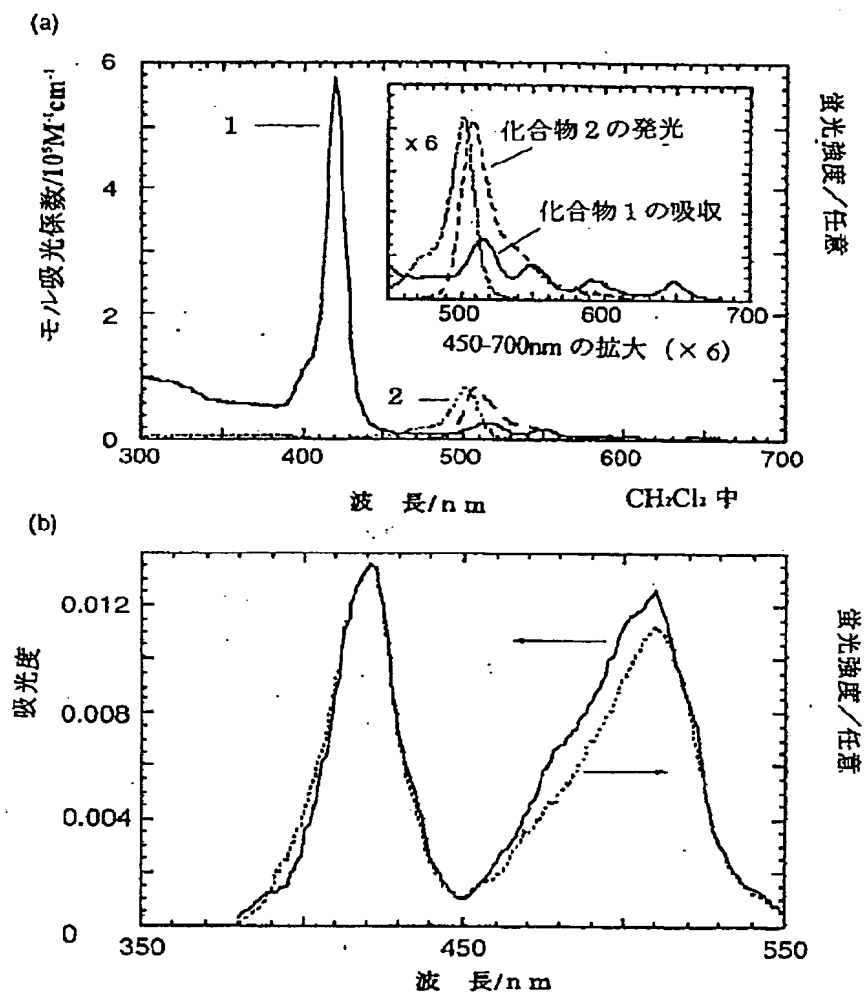 (a)
モル吸光係数/10⁵M⁻¹cm⁻¹
6
4
2
0
1
2
300
400
500
600
700
波 長/nm
CH₂Cl₂ 中
蛍光強度/任意
×6
化合物2の発光
化合物1の吸収
500
600
700
450-700nm の拡大 (×6)
(b)
吸光度
0.012
0.008
0.004
0
350
450
550
波 長/nm
蛍光強度/任意